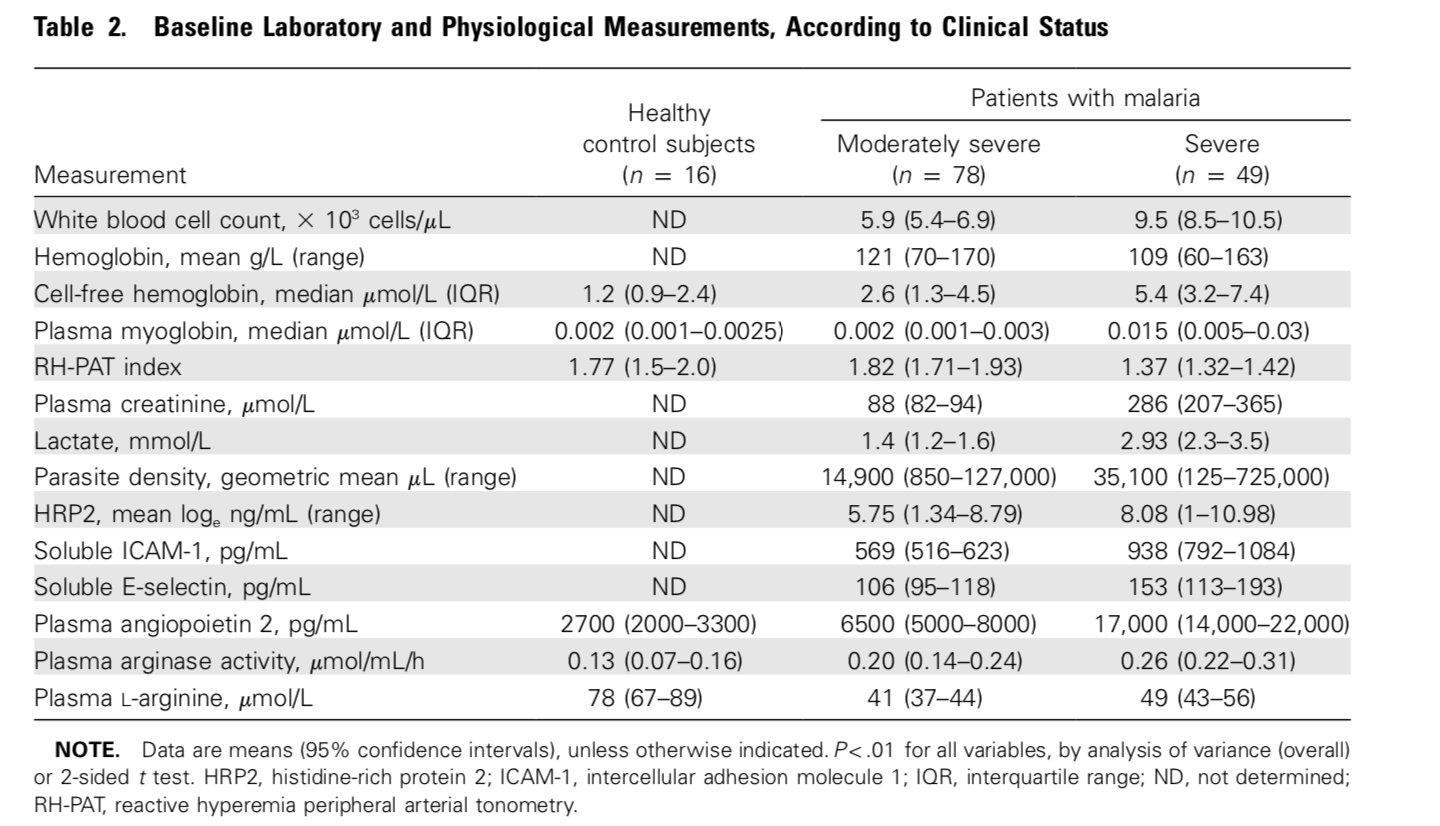 Table 2. Baseline Laboratory and Physiological Measurements, According to Clinical Status
Patients with malaria
Healthy
control subjects
(n = 16)
Moderately severe
(n = 78)
Severe
(n = 49)
Measurement
White blood cell count, × 10³ cells/μL ND 5.9 (5.4–6.9) 9.5 (8.5–10.5)
Hemoglobin, mean g/L (range) ND 121 (70–170) 109 (60–163)
Cell-free hemoglobin, median μmol/L (IQR) 1.2 (0.9–2.4) 2.6 (1.3–4.5) 5.4 (3.2–7.4)
Plasma myoglobin, median μmol/L (IQR) 0.002 (0.001–0.0025) 0.002 (0.001–0.003) 0.015 (0.005–0.03)
RH-PAT index 1.77 (1.5–2.0) 1.82 (1.71–1.93) 1.37 (1.32–1.42)
Plasma creatinine, μmol/L ND 88 (82–94) 286 (207–365)
Lactate, mmol/L ND 1.4 (1.2–1.6) 2.93 (2.3–3.5)
Parasite density, geometric mean μL (range) ND 14,900 (850–127,000) 35,100 (125–725,000)
HRP2, mean logₑ ng/mL (range) ND 5.75 (1.34–8.79) 8.08 (1–10.98)
Soluble ICAM-1, pg/mL ND 569 (516–623) 938 (792–1084)
Soluble E-selectin, pg/mL ND 106 (95–118) 153 (113–193)
Plasma angiopoietin 2, pg/mL 2700 (2000–3300) 6500 (5000–8000) 17,000 (14,000–22,000)
Plasma arginase activity, μmol/mL/h 0.13 (0.07–0.16) 0.20 (0.14–0.24) 0.26 (0.22–0.31)
Plasma L-arginine, μmol/L 78 (67–89) 41 (37–44) 49 (43–56)
NOTE. Data are means (95% confidence intervals), unless otherwise indicated. P< .01 for all variables, by analysis of variance (overall)
or 2-sided t test. HRP2, histidine-rich protein 2; ICAM-1, intercellular adhesion molecule 1; IQR, interquartile range; ND, not determined;
RH-PAT, reactive hyperemia peripheral arterial tonometry.